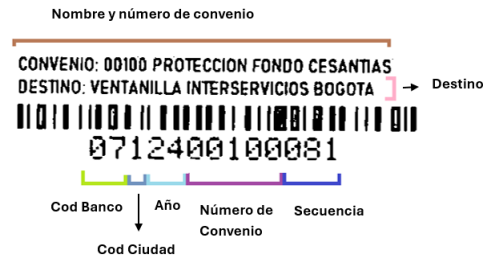 Nombre y número de convenio
CONVENIO: 00100 PROTECCION FONDO CESANTIAS
DESTINO: VENTANILLA INTERSERVICIOS BOGOTA
Destino
0712400100081
Cod Banco
Año
Número de Convenio
Secuencia
Cod Ciudad